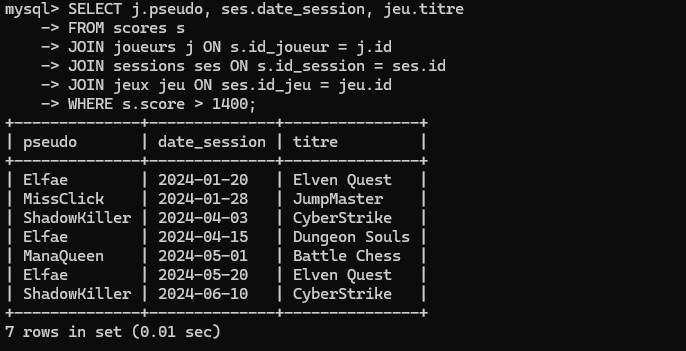 mysql> SELECT j.pseudo, ses.date_session, jeu.titre
    -> FROM scores s
    -> JOIN joueurs j ON s.id_joueur = j.id
    -> JOIN sessions ses ON s.id_session = ses.id
    -> JOIN jeux jeu ON ses.id_jeu = jeu.id
    -> WHERE s.score > 1400;
+--------------+--------------+---------------+
| pseudo       | date_session | titre         |
+--------------+--------------+---------------+
| Elfae        | 2024-01-20   | Elven Quest   |
| MissClick    | 2024-01-28   | JumpMaster    |
| ShadowKiller | 2024-04-03   | CyberStrike   |
| Elfae        | 2024-04-15   | Dungeon Souls |
| ManaQueen    | 2024-05-01   | Battle Chess  |
| Elfae        | 2024-05-20   | Elven Quest   |
| ShadowKiller | 2024-06-10   | CyberStrike   |
+--------------+--------------+---------------+
7 rows in set (0.01 sec)